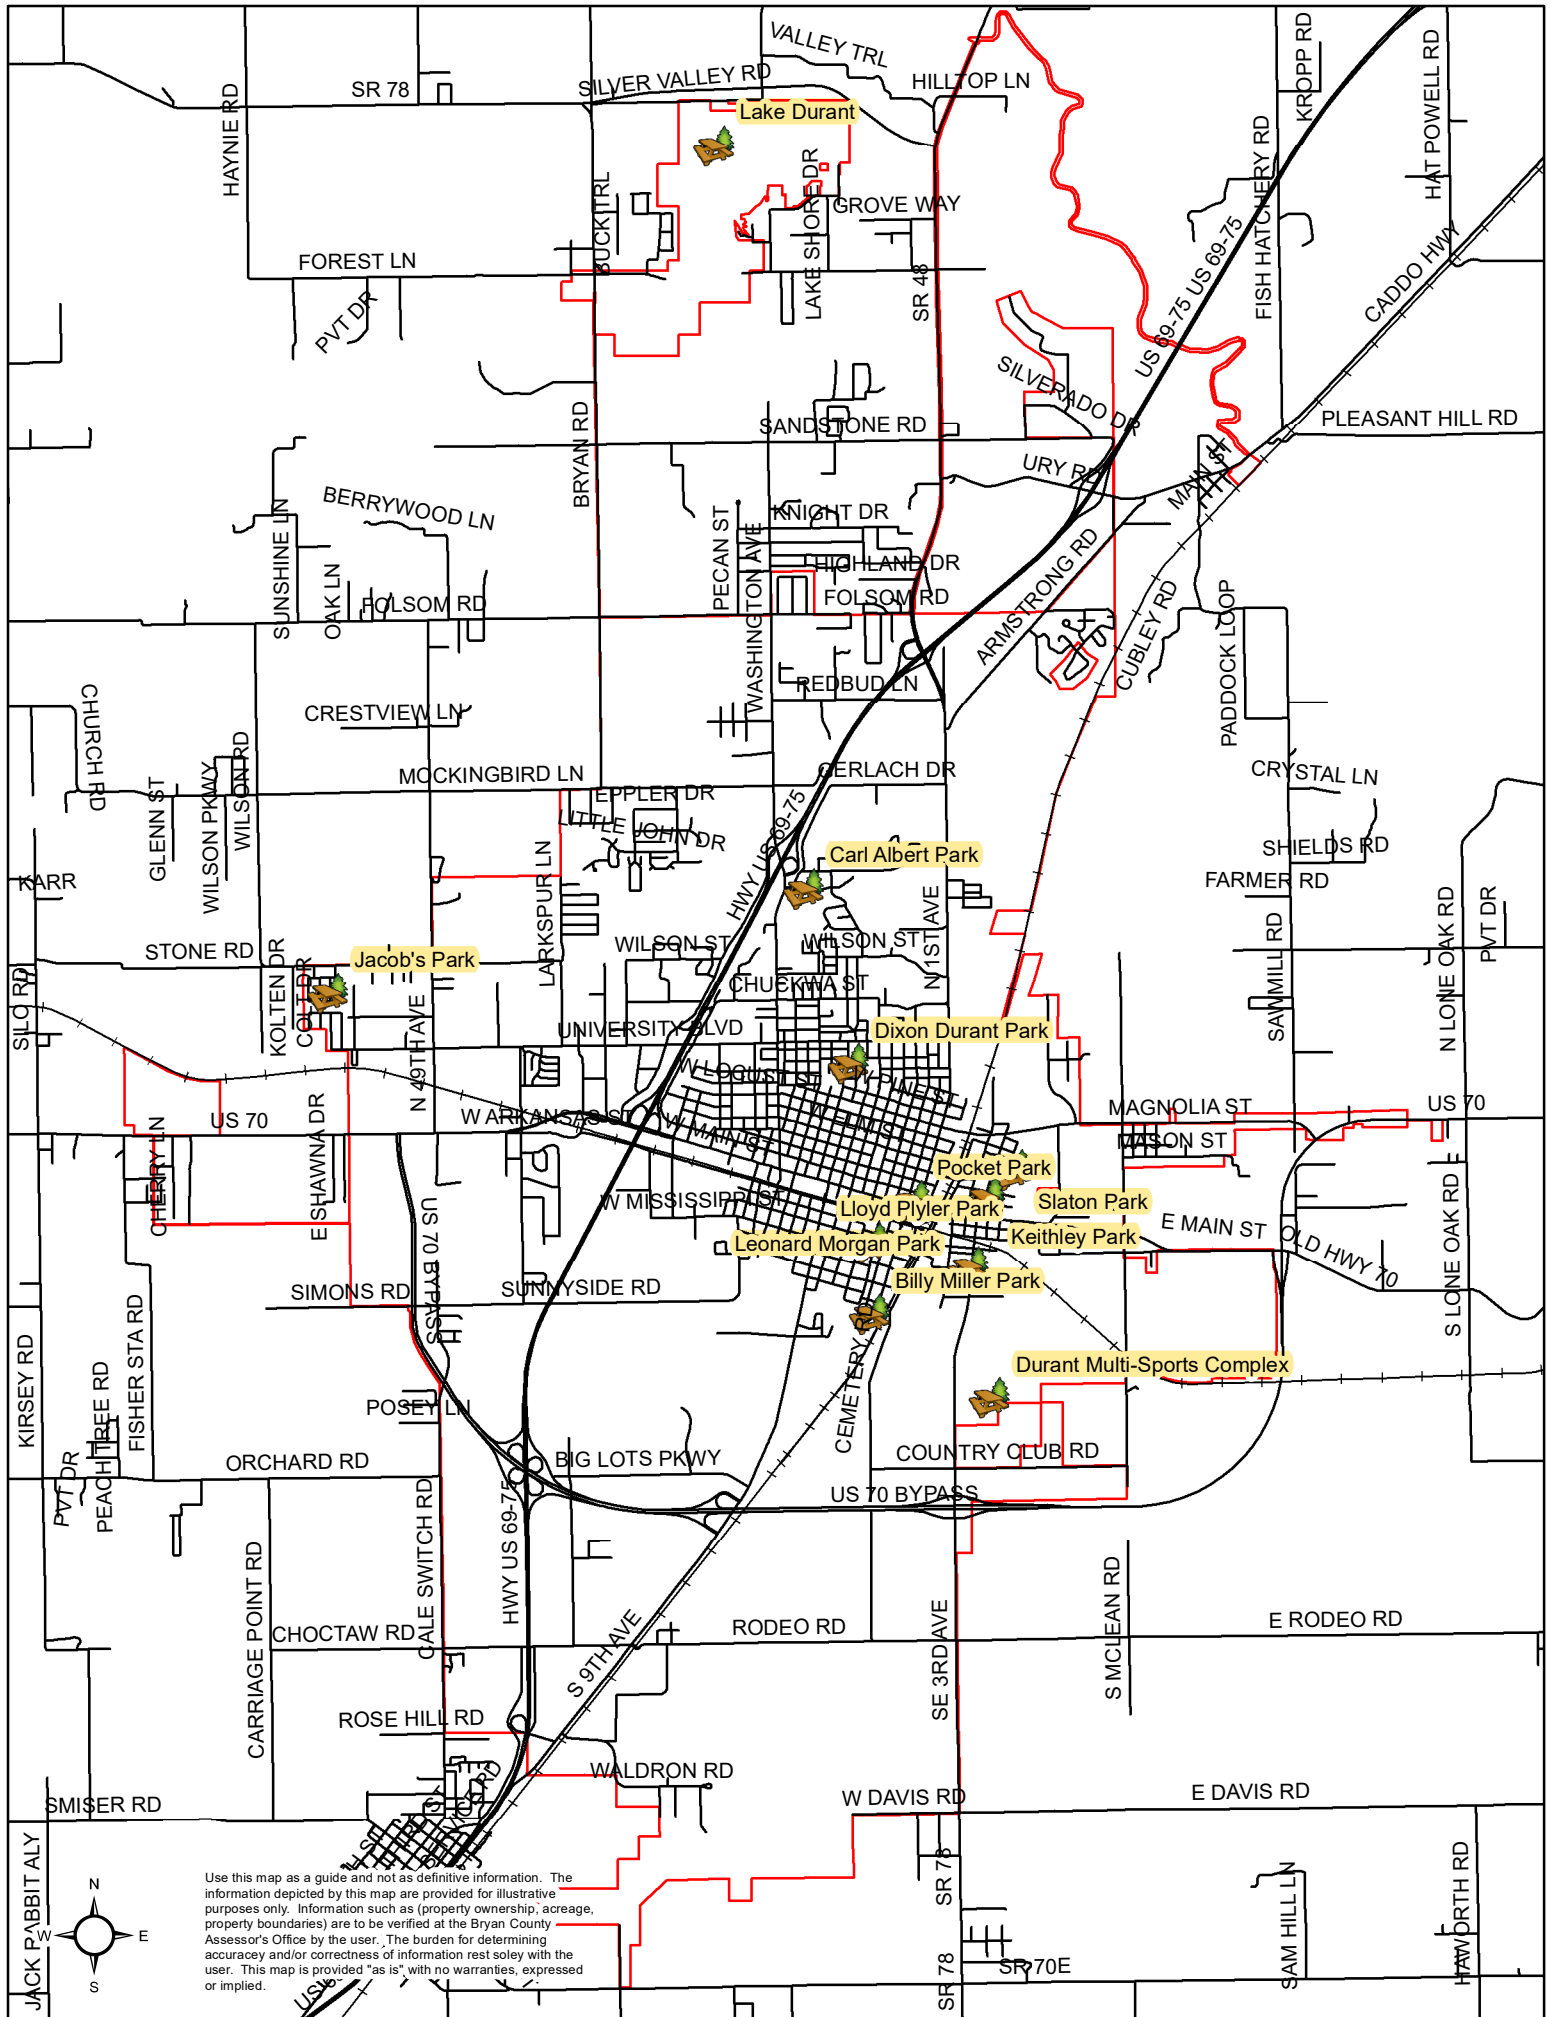 VALLEY TRL
KROPP RD
HAT POWELL RD
SR 78
SILVER VALLEY RD
HILLTOP LN
HAYNIE RD
Lake Durant
FISH HATCHERY RD
BUCK TRL
LAKE SHORE DR
GROVE WAY
FOREST LN
SR 48
US 69-75 US 69-75
CADDO HWY
PVT DR
SILVERADO DR
BRYAN RD
SANDSTONE RD
PLEASANT HILL RD
URY RD
MAIN ST
BERRYWOOD LN
SUNSHINE LN
PECAN ST
KNIGHT DR
WASHINGTON AVE
HIGHLAND DR
ARMSTRONG RD
OAK LN
FOLSOM RD
FOLSOM RD
CUBLEY RD
PADDOCK LOOP
CHURCH RD
REDBUD LN
CRESTVIEW LN
MOCKINGBIRD LN
GERLACH DR
CRYSTAL LN
GLENN ST
WILSON PKWY
WILSON RD
EPPLER DR
LITTLE JOHN DR
HWY US 69-75
Carl Albert Park
SHIELDS RD
KARR
FARMER RD
LARKSPUR LN
N 1ST AVE
N LONE OAK RD
PVT DR
STONE RD
WILSON ST
WILSON ST
SAWMILL RD
Jacob's Park
SILO RD
KOLTEN DR
COLT DR
N 49TH AVE
CHUCKWA ST
UNIVERSITY BLVD
Dixon Durant Park
W LOCUST ST
W PINE ST
US 70
W ARKANSAS ST
W MAIN ST
W ELM ST
MAGNOLIA ST
US 70
MASON ST
CHERRY LN
E SHAWNA DR
Pocket Park
W MISSISSIPPI ST
Lloyd Plyler Park
Slaton Park
US 70 BYPASS
Leonard Morgan Park
Keithley Park
E MAIN ST
OLD HWY 70
S LONE OAK RD
SIMONS RD
SUNNYSIDE RD
Billy Miller Park
KIRSEY RD
PEACHTREE RD
FISHER STA RD
CEMETERY RD
Durant Multi-Sports Complex
POSEY LN
PVT DR
ORCHARD RD
BIG LOTS PKWY
COUNTRY CLUB RD
US 70 BYPASS
CARRIAGE POINT RD
CALE SWITCH RD
HWY US 69-75
S MCLEAN RD
CHOCTAW RD
RODEO RD
E RODEO RD
S 9TH AVE
SE 3RD AVE
ROSE HILL RD
WALDRON RD
SMISER RD
W DAVIS RD
E DAVIS RD
JACK RABBIT ALY
SR 78
SAM HILL LN
HAWORTH RD
Use this map as a guide and not as definitive information. The
information depicted by this map are provided for illustrative
purposes only. Information such as (property ownership, acreage,
property boundaries) are to be verified at the Bryan County
Assessor's Office by the user. The burden for determining
accuracey and/or correctness of information rest soley with the
user. This map is provided "as is" with no warranties, expressed
or implied.
N
W
E
S
SR 78
SR 70E